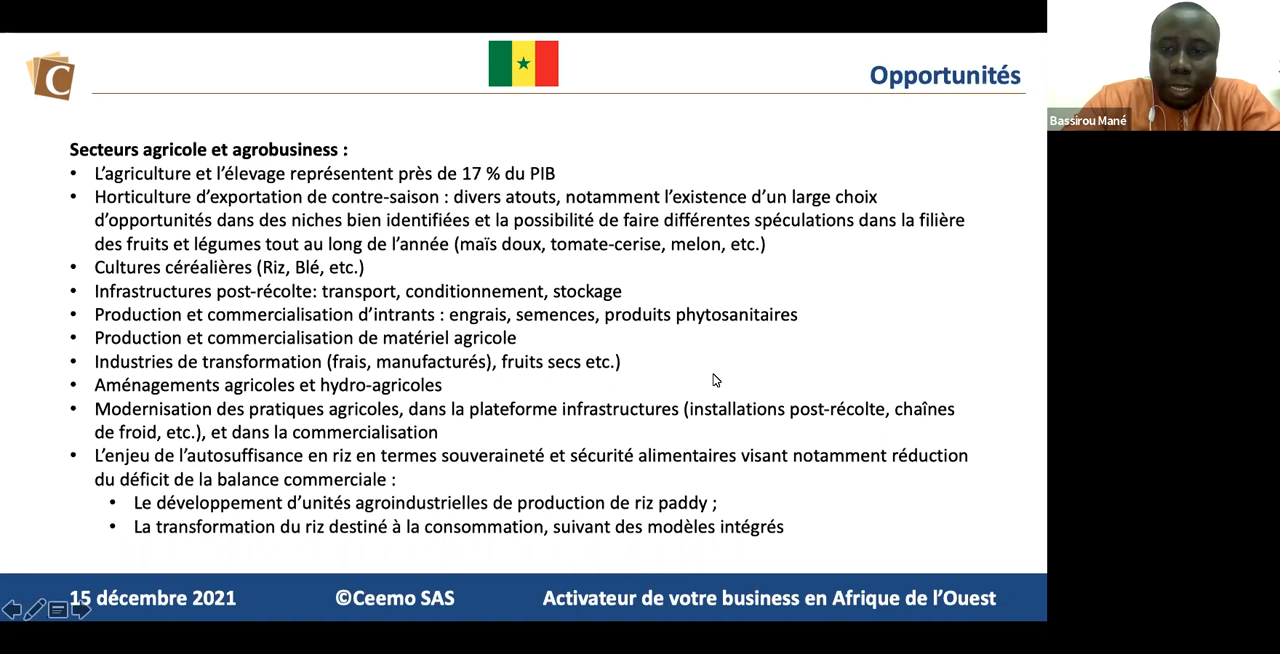 C
Opportunités
Bassirou Mané
Secteurs agricole et agrobusiness :
• L’agriculture et l’élevage représentent près de 17 % du PIB
• Horticulture d’exportation de contre-saison : divers atouts, notamment l’existence d’un large choix
d’opportunités dans des niches bien identifiées et la possibilité de faire différentes spéculations dans la filière
des fruits et légumes tout au long de l’année (maïs doux, tomate-cerise, melon, etc.)
• Cultures céréalières (Riz, Blé, etc.)
• Infrastructures post-récolte: transport, conditionnement, stockage
• Production et commercialisation d’intrants : engrais, semences, produits phytosanitaires
• Production et commercialisation de matériel agricole
• Industries de transformation (frais, manufacturés), fruits secs etc.)
• Aménagements agricoles et hydro-agricoles
• Modernisation des pratiques agricoles, dans la plateforme infrastructures (installations post-récolte, chaînes
de froid, etc.), et dans la commercialisation
• L’enjeu de l’autosuffisance en riz en termes souveraineté et sécurité alimentaires visant notamment réduction
du déficit de la balance commerciale :
• Le développement d’unités agroindustrielles de production de riz paddy ;
• La transformation du riz destiné à la consommation, suivant des modèles intégrés
15 décembre 2021 ©Ceemo SAS Activateur de votre business en Afrique de l’Ouest